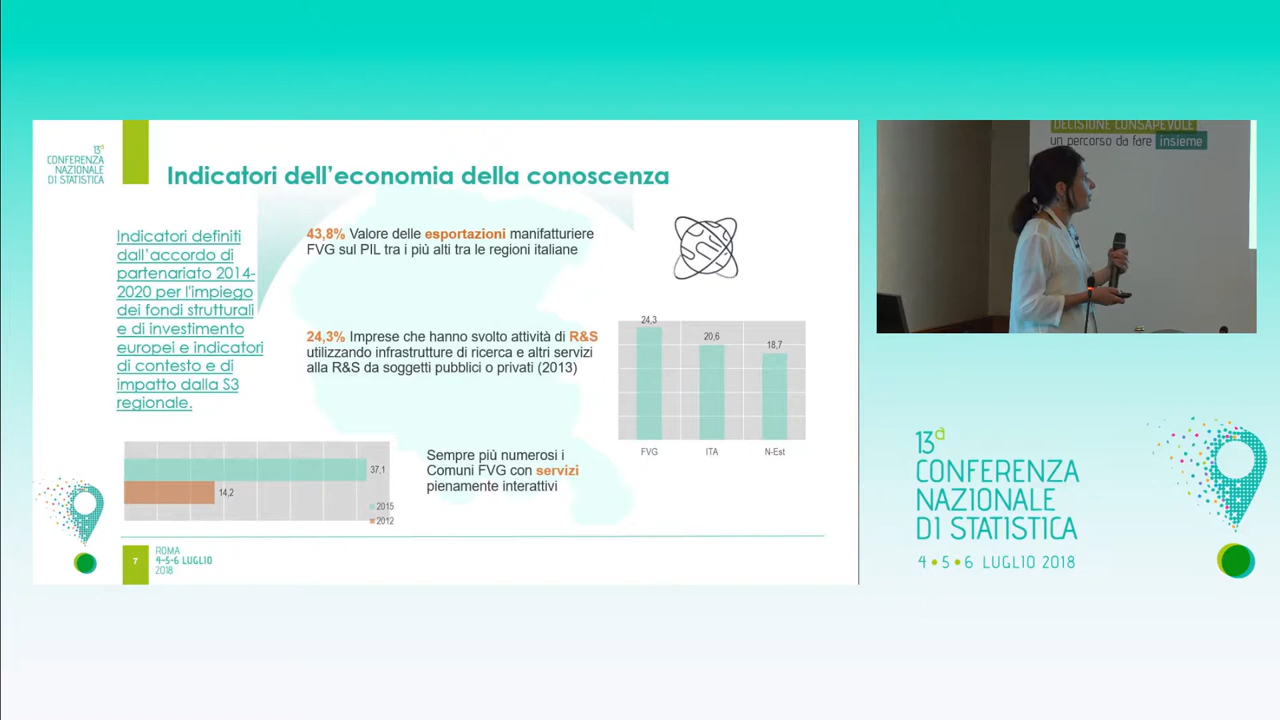 13ª
CONFERENZA
NAZIONALE
DI STATISTICA
Indicatori dell'economia della conoscenza
Indicatori definiti
dall'accordo di
partenariato 2014-
2020 per l'impiego
dei fondi strutturali
e di investimento
europei e indicatori
di contesto e di
impatto dalla S3
regionale.
43,8% Valore delle esportazioni manifatturiere
FVG sul PIL tra i più alti tra le regioni italiane
24,3% Imprese che hanno svolto attività di R&S
utilizzando infrastrutture di ricerca e altri servizi
alla R&S da soggetti pubblici o privati (2013)
24,3
20,6
18,7
FVG
ITA
N-Est
37,1
14,2
2015
2012
Sempre più numerosi i
Comuni FVG con servizi
pienamente interattivi
7
ROMA
4-5-6 LUGLIO
2018
DECISIONE CONSAPEVOLE
un percorso da fare insieme
13ª
CONFERENZA
NAZIONALE
DI STATISTICA
4•5•6 LUGLIO 2018